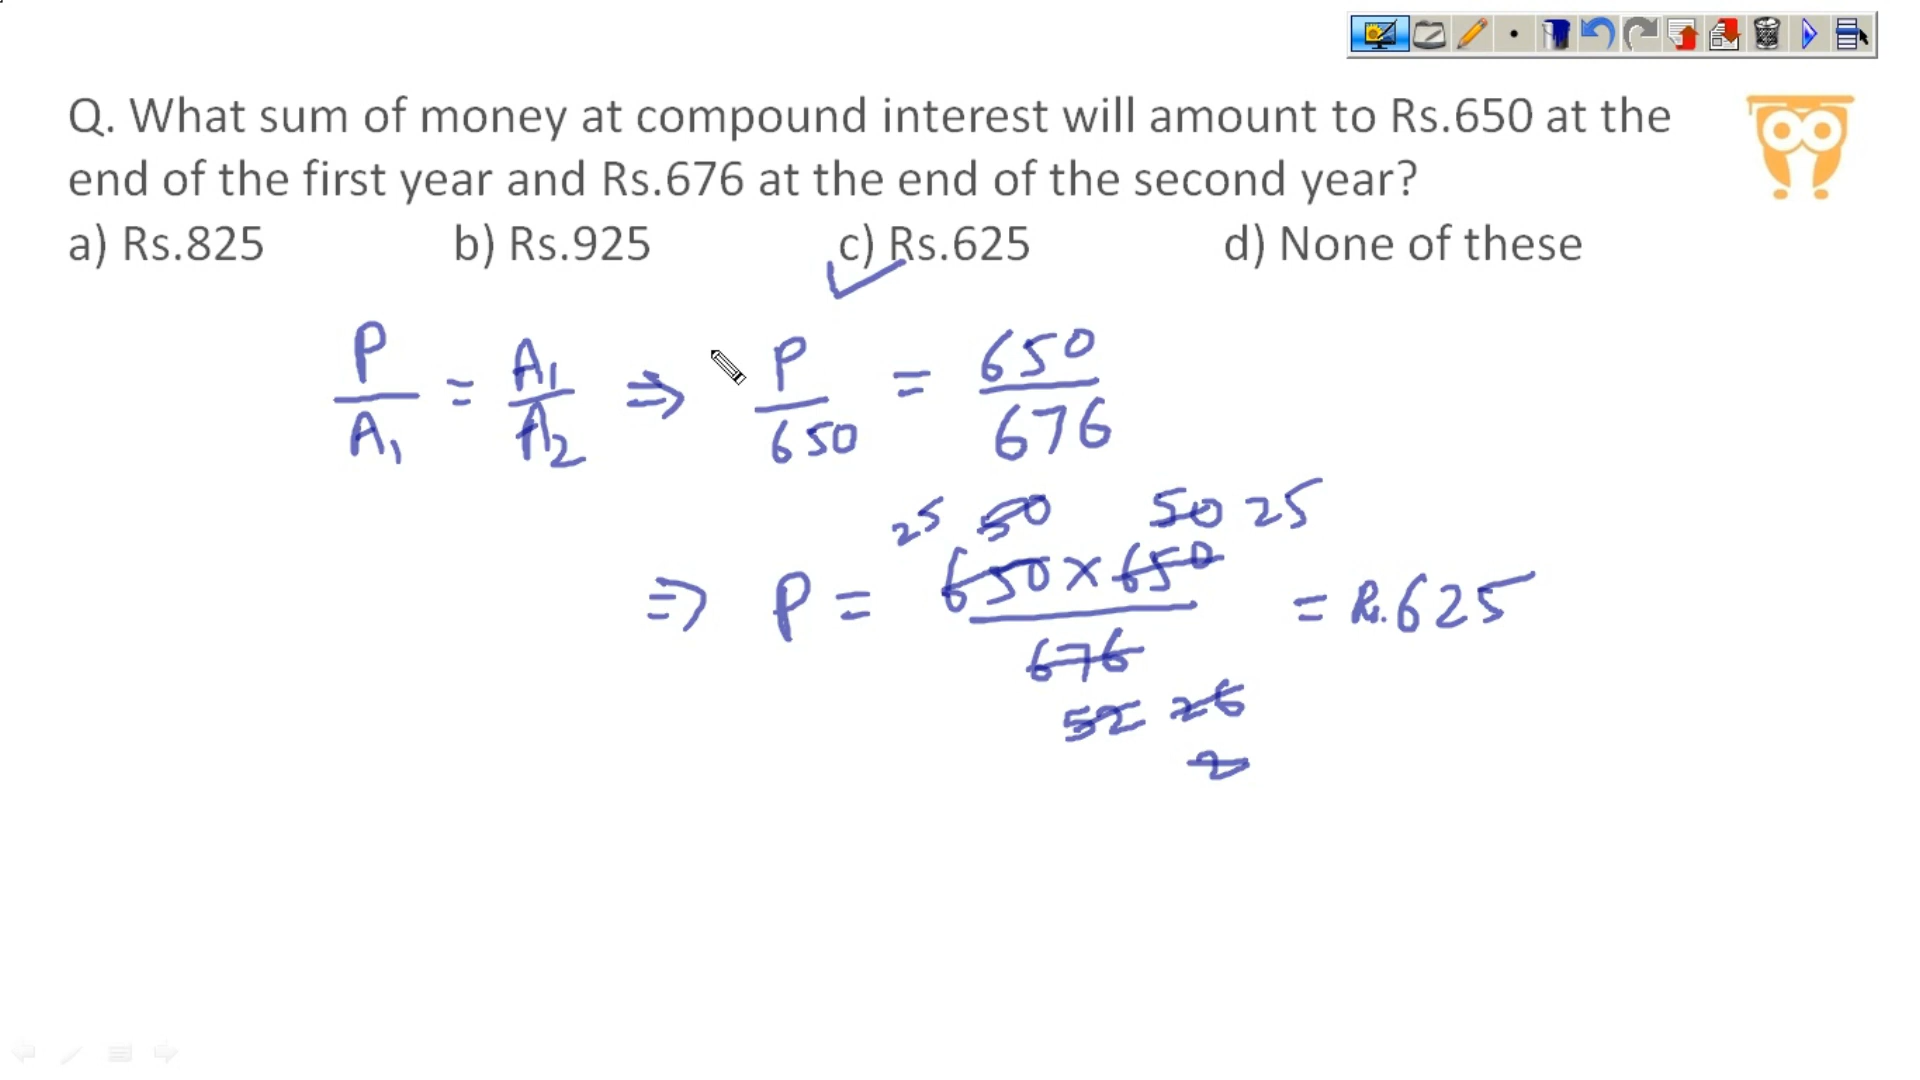 Q. What sum of money at compound interest will amount to Rs.650 at the
end of the first year and Rs.676 at the end of the second year?
a) Rs.825 b) Rs.925 c) Rs.625 d) None of these
P/A₁ = A₁/A₂ ⇒ P/650 = 650/676
25 50 50 25
⇒ P = 650×650/676 = Rs.625
52 26
2